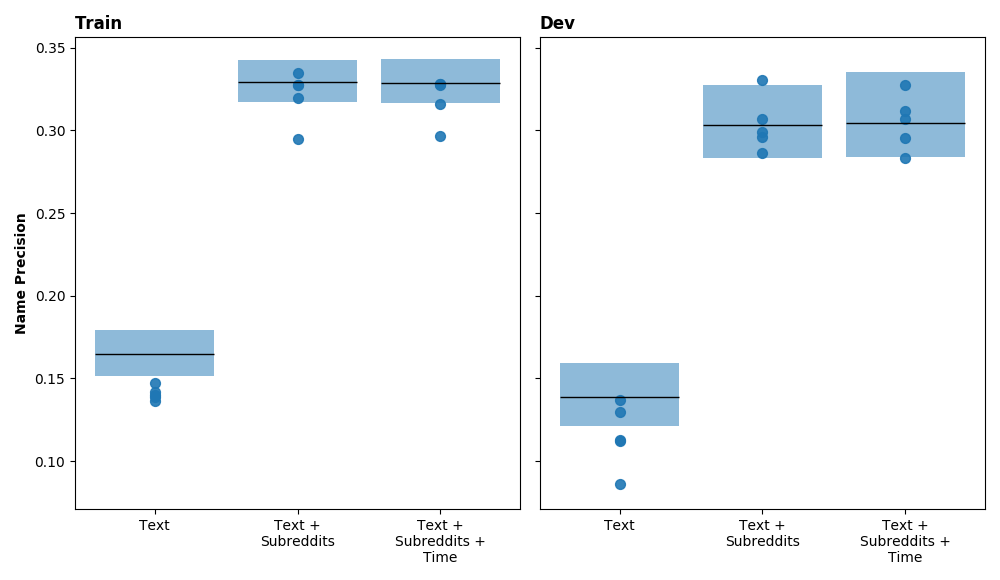 Train
Dev
Name Precision
0.35
0.30
0.25
0.20
0.15
0.10
Text
Text +
Subreddits
Text +
Subreddits +
Time
Text
Text +
Subreddits
Text +
Subreddits +
Time